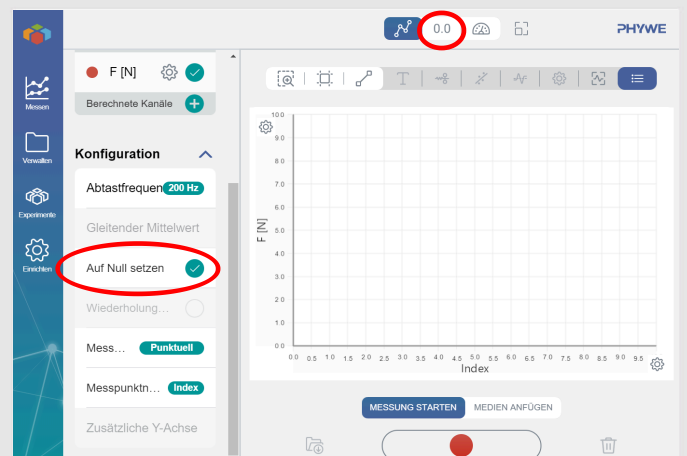 0.0
PHYWE
Messen
Verwalten
Experimente
Einrichten
F [N]
Berechnete Kanäle
Konfiguration
Abtastfrequen 200 Hz
Gleitender Mittelwert
Auf Null setzen
Wiederholung...
Mess... Punktuell
Messpunktn... Index
Zusätzliche Y-Achse
T
10.0
9.0
8.0
7.0
6.0
5.0
4.0
3.0
2.0
1.0
0.0
F [N]
0.0 0.5 1.0 1.5 2.0 2.5 3.0 3.5 4.0 4.5 5.0 5.5 6.0 6.5 7.0 7.5 8.0 8.5 9.0 9.5
Index
MESSUNG STARTEN MEDIEN ANFÜGEN